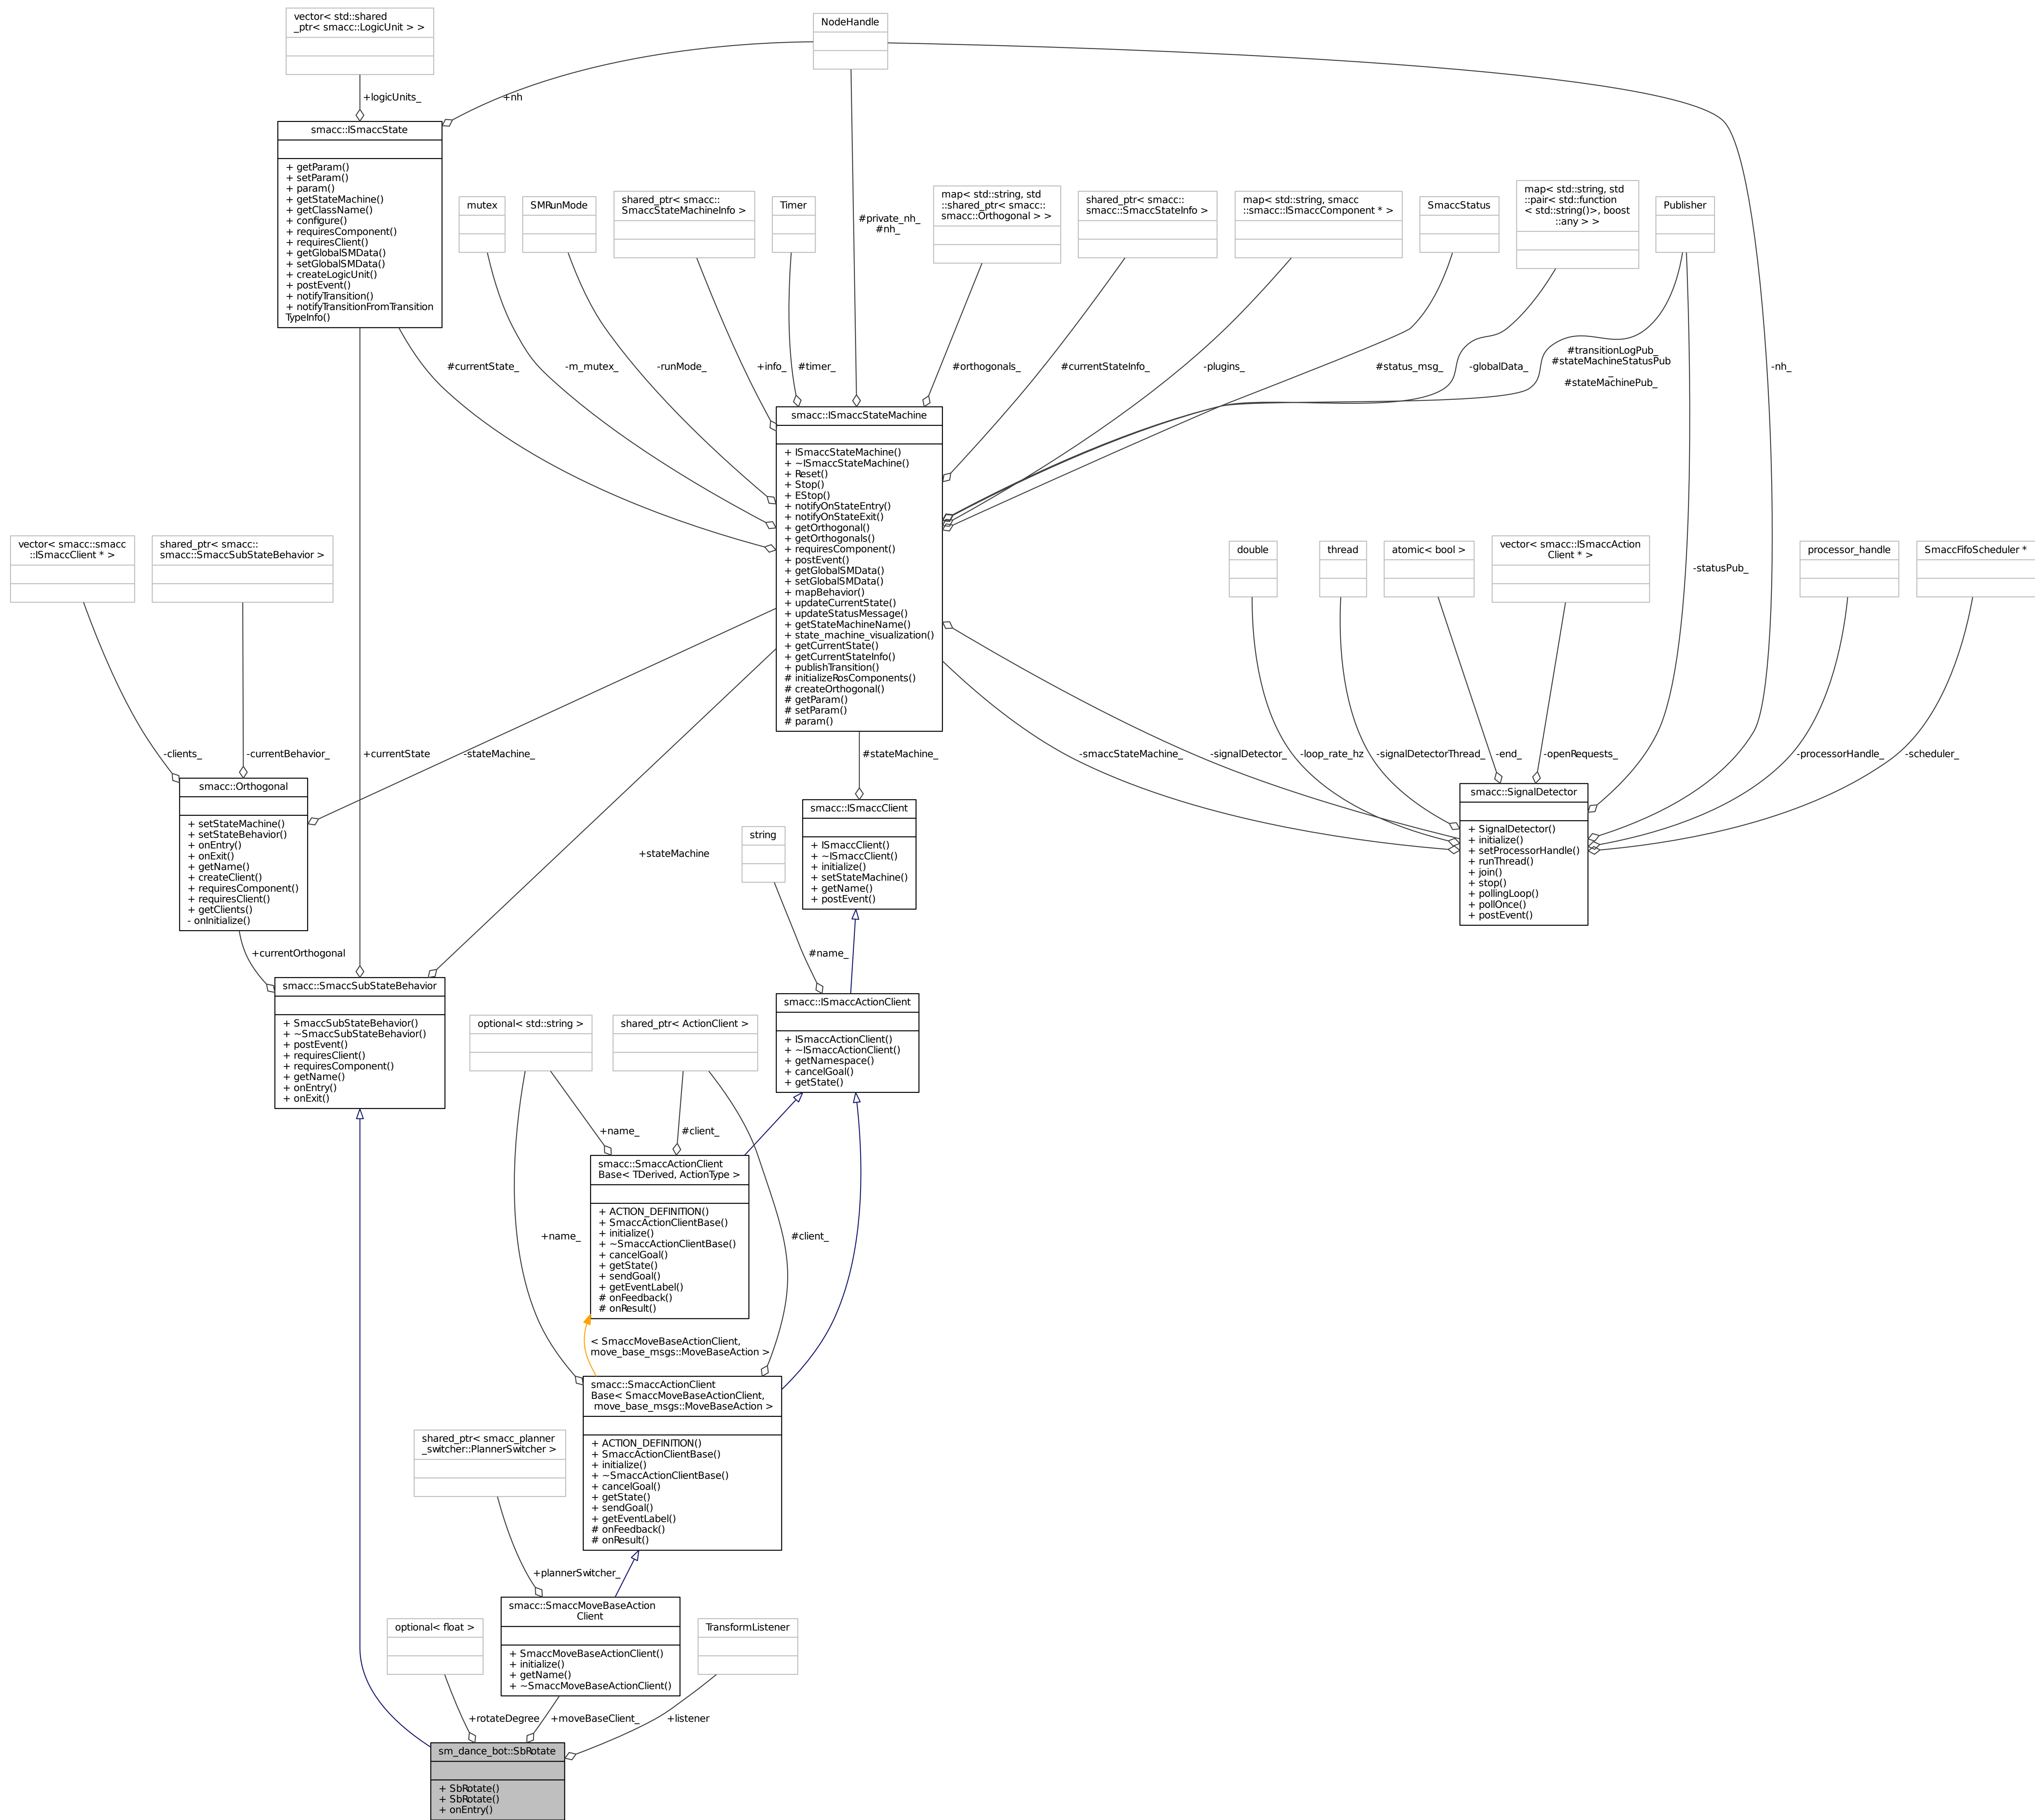 vector< std::shared
_ptr< smacc::LogicUnit > >
NodeHandle
+logicUnits_
+nh
smacc::ISmaccState
+ getParam()
+ setParam()
+ param()
+ getStateMachine()
+ getClassName()
+ configure()
+ requiresComponent()
+ requiresClient()
+ getGlobalSMData()
+ setGlobalSMData()
+ createLogicUnit()
+ postEvent()
+ notifyTransition()
+ notifyTransitionFromTransition
TypeInfo()
mutex
SMRunMode
shared_ptr< smacc::
SmaccStateMachineInfo >
Timer
#private_nh_
#nh_
map< std::string, std
::shared_ptr< smacc::
smacc::Orthogonal > >
shared_ptr< smacc::
smacc::SmaccStateInfo >
map< std::string, smacc
::smacc::ISmaccComponent * >
SmaccStatus
map< std::string, std
::pair< std::function
< std::string()>, boost
::any > >
Publisher
#currentState_
-m_mutex_
-runMode_
+info_
#timer_
#orthogonals_
#currentStateInfo_
-plugins_
#status_msg_
-globalData_
#transitionLogPub_
#stateMachineStatusPub
_
#stateMachinePub_
-nh_
smacc::ISmaccStateMachine
+ ISmaccStateMachine()
+ ~ISmaccStateMachine()
+ Reset()
+ Stop()
+ EStop()
+ notifyOnStateEntry()
+ notifyOnStateExit()
+ getOrthogonal()
+ getOrthogonals()
+ requiresComponent()
+ postEvent()
+ getGlobalSMData()
+ setGlobalSMData()
+ mapBehavior()
+ updateCurrentState()
+ updateStatusMessage()
+ getStateMachineName()
+ state_machine_visualization()
+ getCurrentState()
+ getCurrentStateInfo()
+ publishTransition()
# initializeRosComponents()
# createOrthogonal()
# getParam()
# setParam()
# param()
vector< smacc::smacc
::ISmaccClient * >
shared_ptr< smacc::
smacc::SmaccSubStateBehavior >
double
thread
atomic< bool >
vector< smacc::ISmaccAction
Client * >
-statusPub_
processor_handle
SmaccFifoScheduler *
-clients_
-currentBehavior_
+currentState
-stateMachine_
#stateMachine_
-smaccStateMachine_
-signalDetector_
-loop_rate_hz
-signalDetectorThread_
-end_
-openRequests_
-processorHandle_
-scheduler_
smacc::Orthogonal
+ setStateMachine()
+ setStateBehavior()
+ onEntry()
+ onExit()
+ getName()
+ createClient()
+ requiresComponent()
+ requiresClient()
+ getClients()
- onInitialize()
+stateMachine
string
smacc::ISmaccClient
+ ISmaccClient()
+ ~ISmaccClient()
+ initialize()
+ setStateMachine()
+ getName()
+ postEvent()
smacc::SignalDetector
+ SignalDetector()
+ initialize()
+ setProcessorHandle()
+ runThread()
+ join()
+ stop()
+ pollingLoop()
+ pollOnce()
+ postEvent()
+currentOrthogonal
#name_
smacc::SmaccSubStateBehavior
+ SmaccSubStateBehavior()
+ ~SmaccSubStateBehavior()
+ postEvent()
+ requiresClient()
+ requiresComponent()
+ getName()
+ onEntry()
+ onExit()
optional< std::string >
shared_ptr< ActionClient >
smacc::ISmaccActionClient
+ ISmaccActionClient()
+ ~ISmaccActionClient()
+ getNamespace()
+ cancelGoal()
+ getState()
+name_
#client_
smacc::SmaccActionClient
Base< TDerived, ActionType >
+ ACTION_DEFINITION()
+ SmaccActionClientBase()
+ initialize()
+ ~SmaccActionClientBase()
+ cancelGoal()
+ getState()
+ sendGoal()
+ getEventLabel()
# onFeedback()
# onResult()
+name_
#client_
< SmaccMoveBaseActionClient,
move_base_msgs::MoveBaseAction >
smacc::SmaccActionClient
Base< SmaccMoveBaseActionClient,
move_base_msgs::MoveBaseAction >
+ ACTION_DEFINITION()
+ SmaccActionClientBase()
+ initialize()
+ ~SmaccActionClientBase()
+ cancelGoal()
+ getState()
+ sendGoal()
+ getEventLabel()
# onFeedback()
# onResult()
shared_ptr< smacc_planner
_switcher::PlannerSwitcher >
+plannerSwitcher_
smacc::SmaccMoveBaseAction
Client
+ SmaccMoveBaseActionClient()
+ initialize()
+ getName()
+ ~SmaccMoveBaseActionClient()
optional< float >
TransformListener
+rotateDegree
+moveBaseClient_
+listener
sm_dance_bot::SbRotate
+ SbRotate()
+ SbRotate()
+ onEntry()